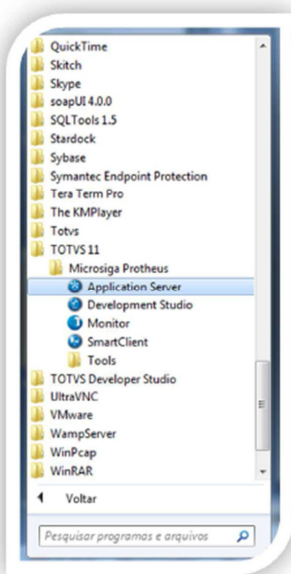 QuickTime
Skitch
Skype
soapUI 4.0.0
SQLTools 1.5
Stardock
Sybase
Symantec Endpoint Protection
Tera Term Pro
The KMPlayer
Totvs
TOTVS 11
Microsiga Protheus
Application Server
Development Studio
Monitor
SmartClient
Tools
TOTVS Developer Studio
UltraVNC
VMware
WampServer
WinPcap
WinRAR
Voltar
Pesquisar programas e arquivos